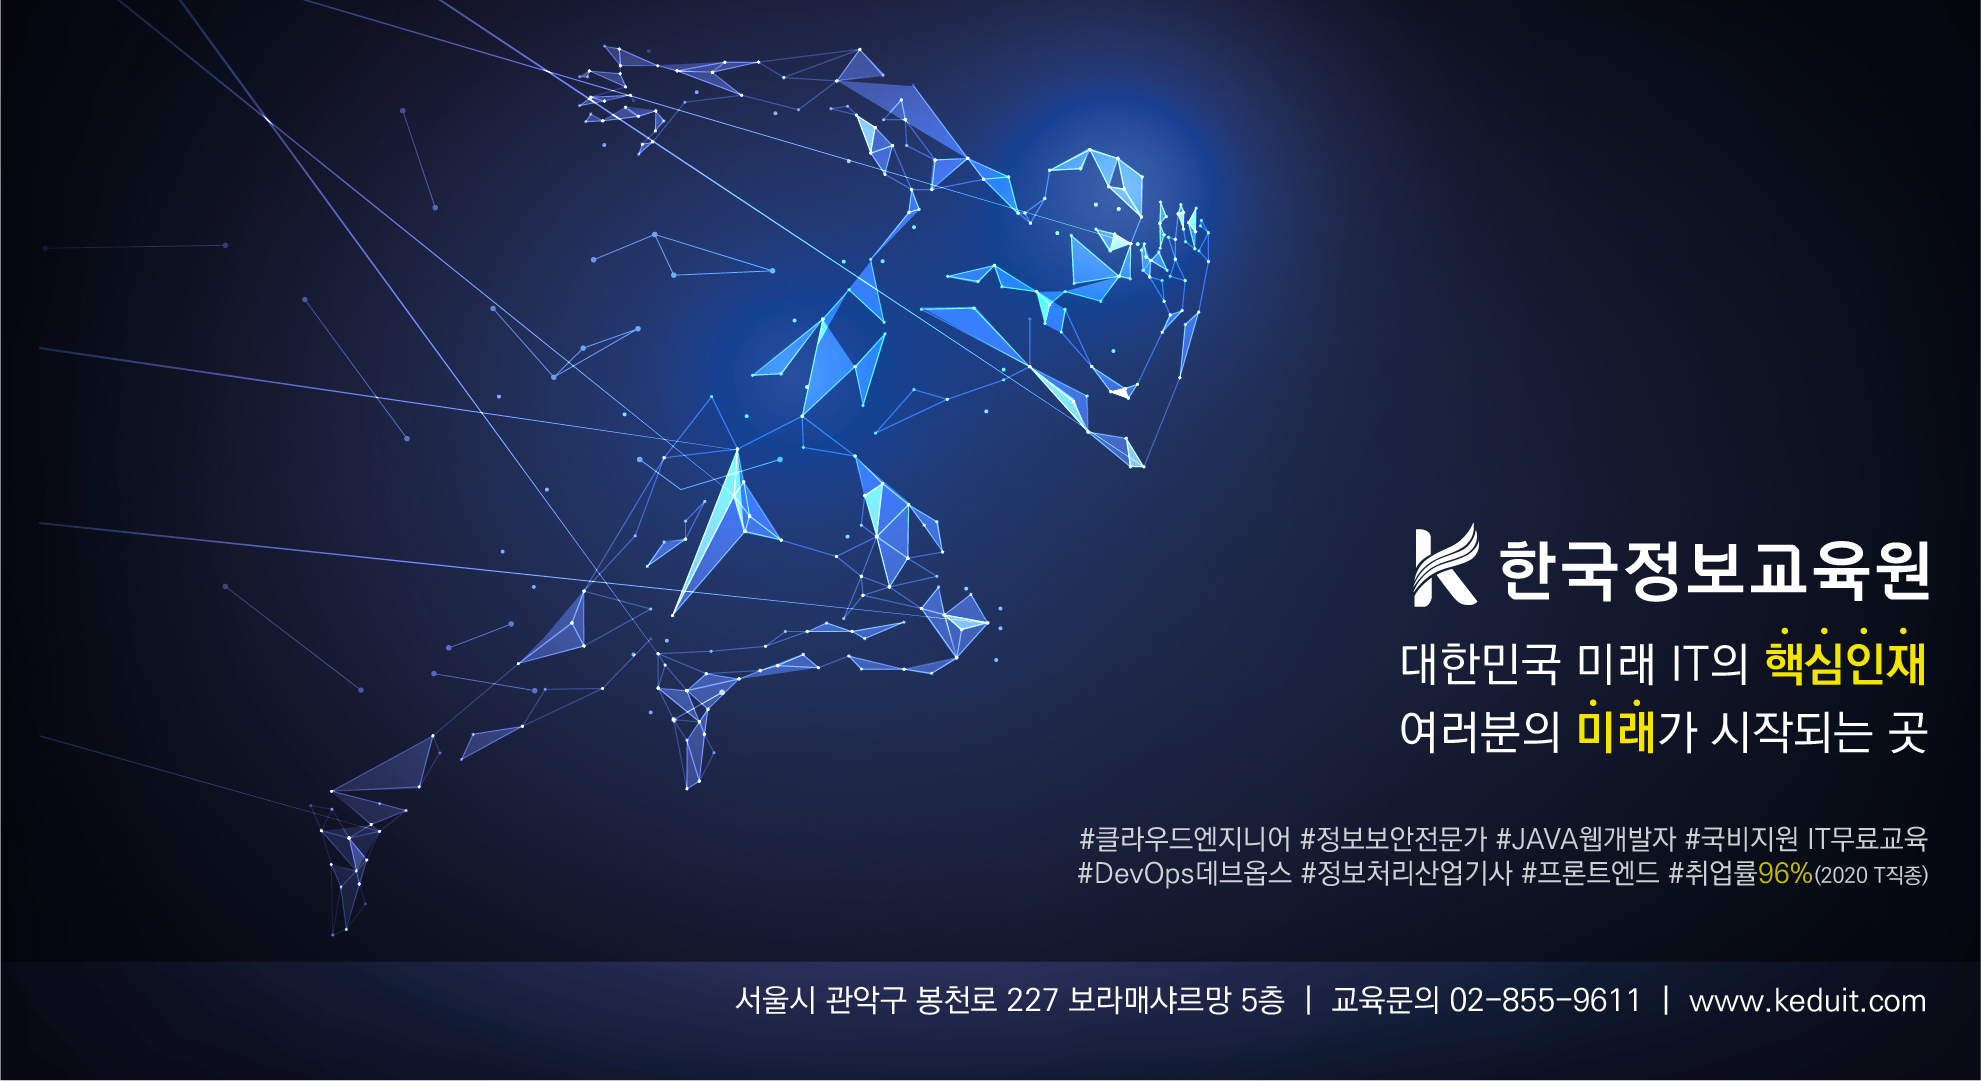 한국정보교육원
대한민국 미래 IT의 핵심인재
여러분의 미래가 시작되는 곳
#클라우드엔지니어 #정보보안전문가 #JAVA웹개발자 #국비지원 IT무료교육
#DevOps데브옵스 #정보처리산업기사 #프론트엔드 #취업률96%(2020 T직종)
서울시 관악구 봉천로 227 보라매샤르망 5층 | 교육문의 02-855-9611 | www.keduit.com